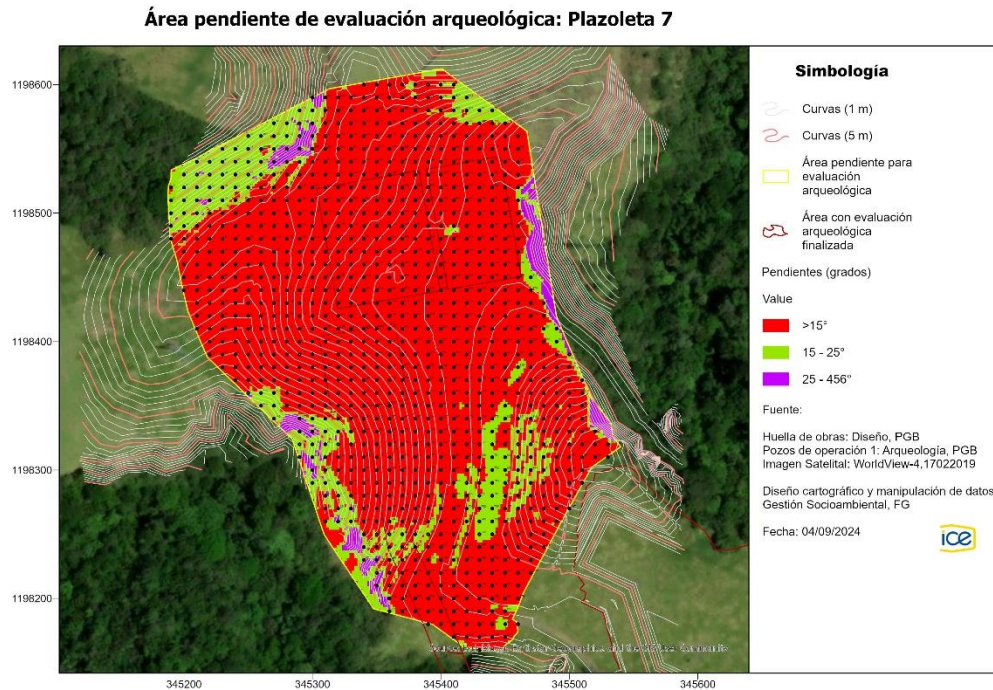 Área pendiente de evaluación arqueológica: Plazoleta 7
1198600
1198500
1198400
1198300
1198200
345200
345300
345400
345500
345600
Simbología
Curvas (1 m)
Curvas (5 m)
Área pendiente para
evaluación
arqueológica
Área con evaluación
arqueológica
finalizada
Pendientes (grados)
Value
>15°
15 - 25°
25 - 456°
Fuente:
Huella de obras: Diseño, PGB
Pozos de operación 1: Arqueología, PGB
Imagen Satelital: WorldView-4,17022019
Diseño cartográfico y manipulación de datos
Gestión Socioambiental, FG
Fecha: 04/09/2024
ice